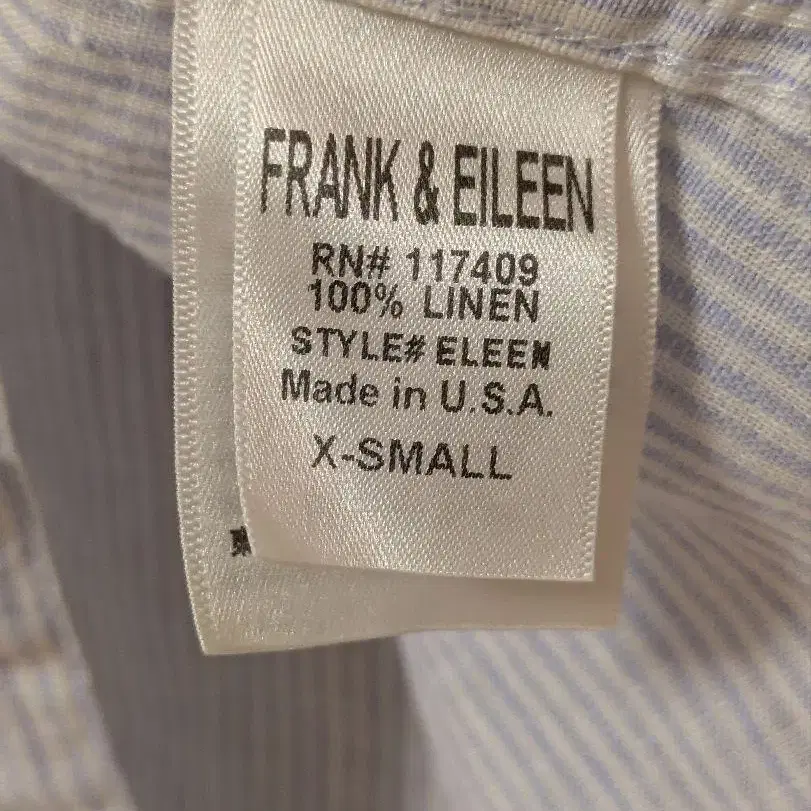 FRANK & EILEEN
RN# 117409
100% LINEN
STYLE# ELEEN
Made in U.S.A.
X-SMALL